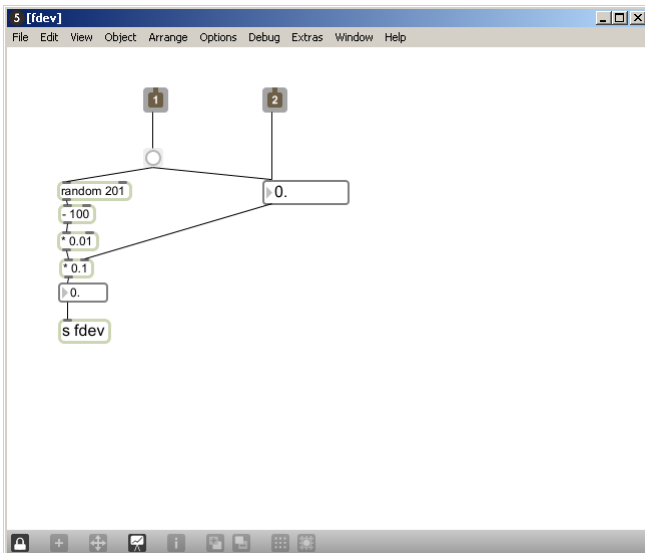 5 [fdev]
File Edit View Object Arrange Options Debug Extras Window Help
1
2
random 201
0.
- 100
* 0.01
* 0.1
0.
s fdev
i